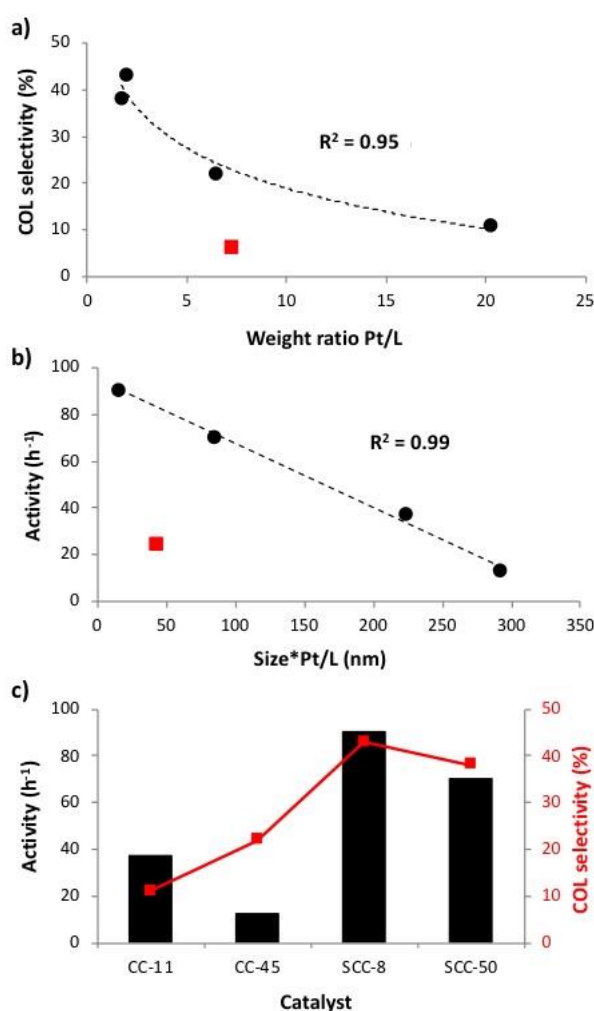 a)
COL selectivity (%)
50
40
30
20
10
0
R² = 0.95
0 5 10 15 20 25
Weight ratio Pt/L
b)
Activity (h⁻¹)
100
80
60
40
20
0
R² = 0.99
0 50 100 150 200 250 300 350
Size*Pt/L (nm)
c)
Activity (h⁻¹)
100
80
60
40
20
0
50
40
30
20
10
0
COL selectivity (%)
CC-11 CC-45 SCC-8 SCC-50
Catalyst